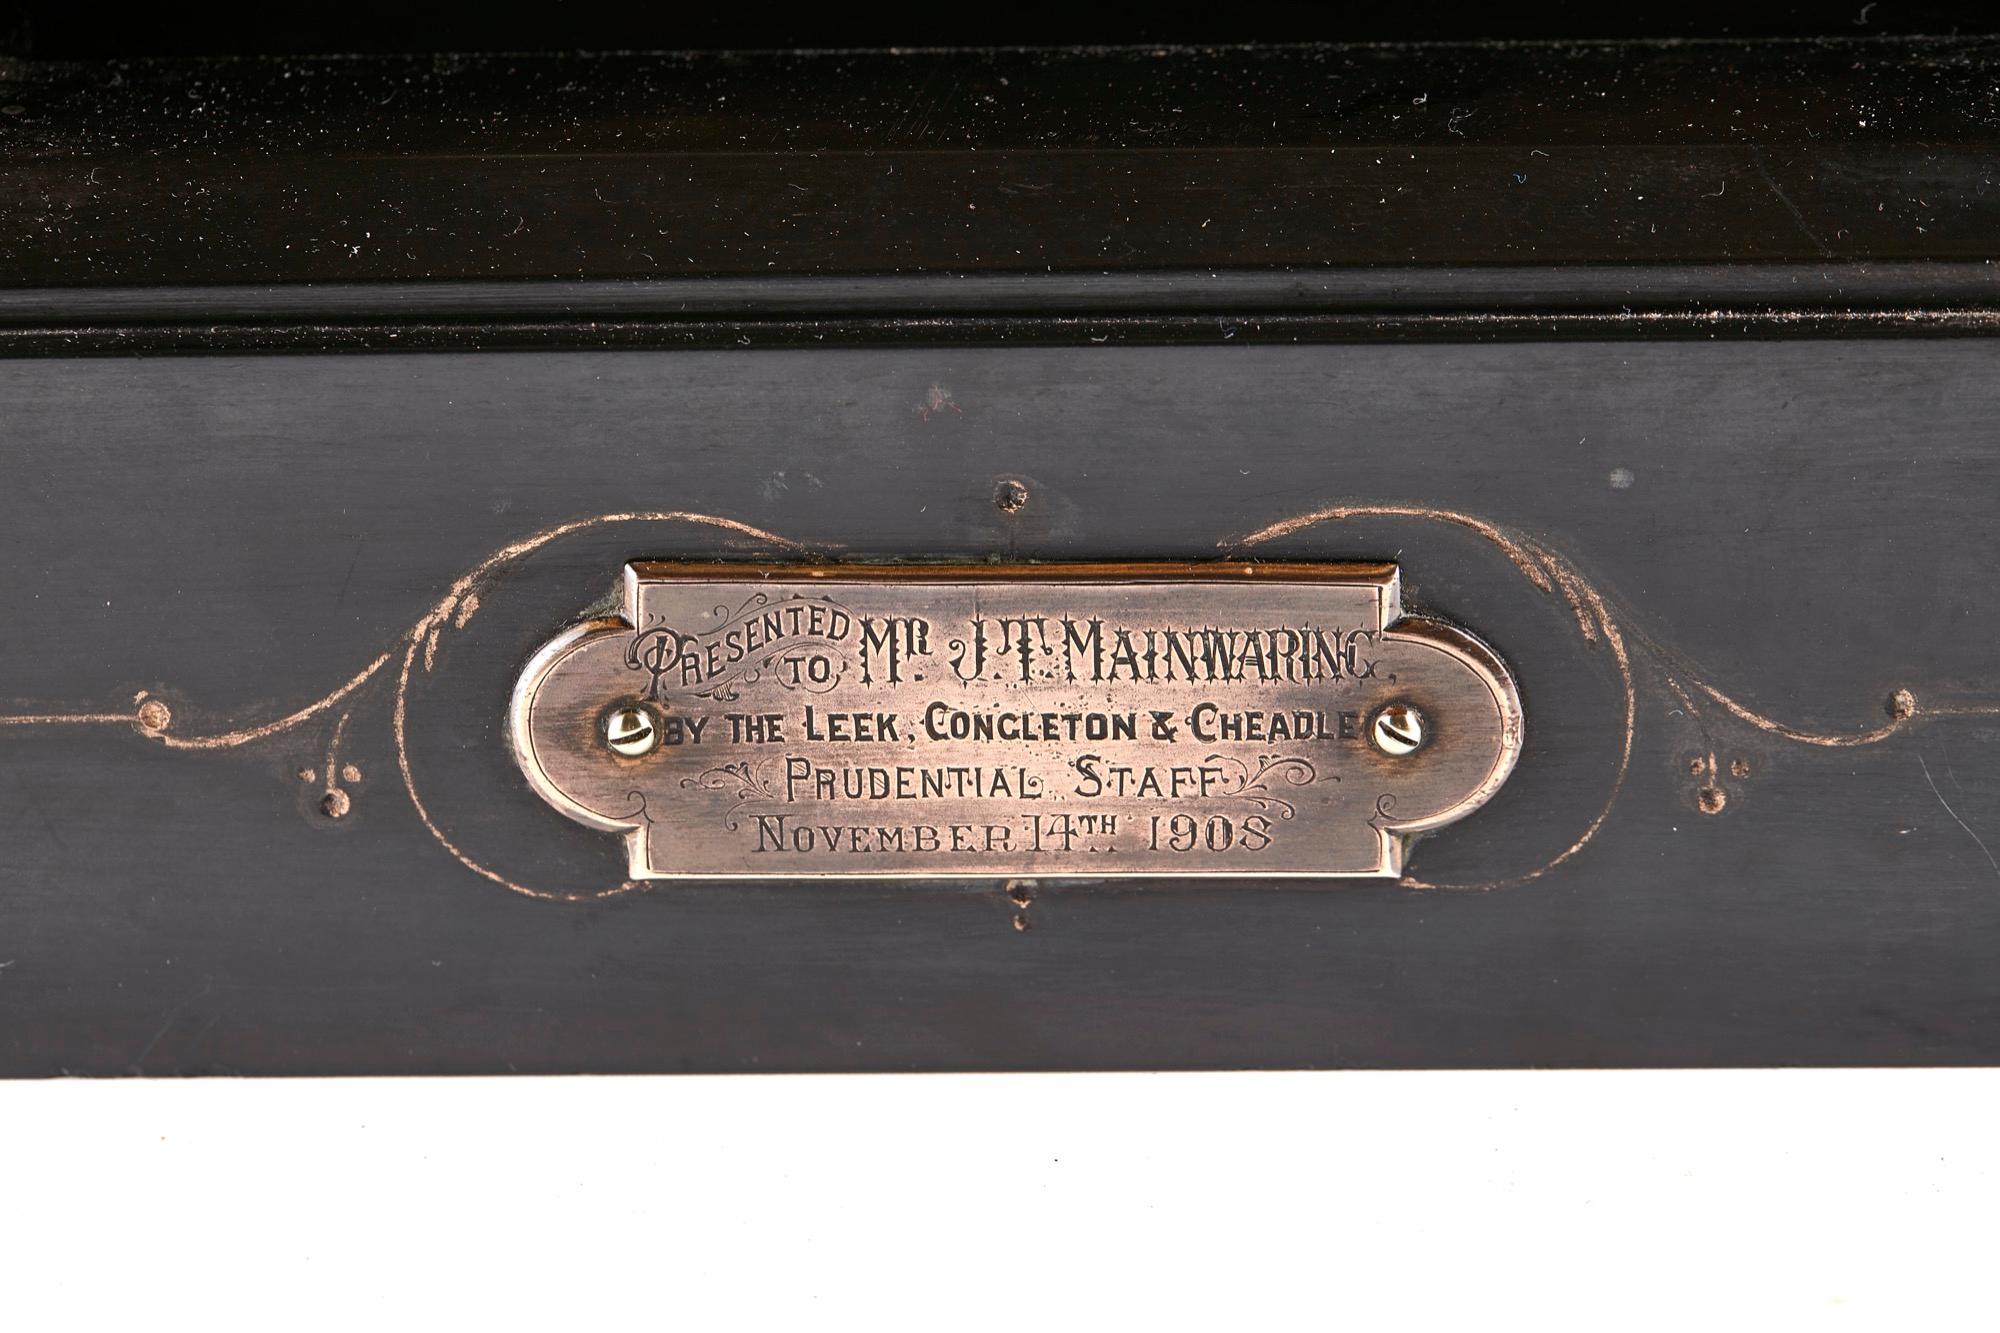 PRESENTED TO MR. J.T. MAINWARING,
BY THE LEEK, CONGLETON & CHEADLE
PRUDENTIAL STAFF
NOVEMBER 14TH 1908